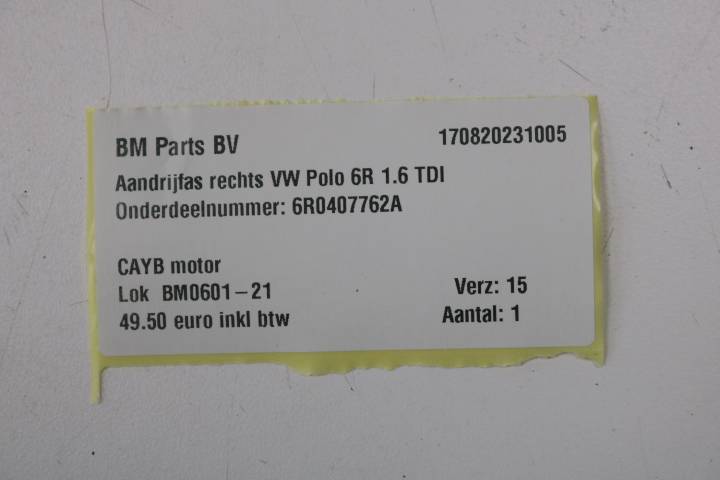 BM Parts BV 170820231005
Aandrijfas rechts VW Polo 6R 1.6 TDI
Onderdeelnummer: 6R0407762A
CAYB motor
Lok BM0601-21 Verz: 15
49.50 euro inkl btw Aantal: 1